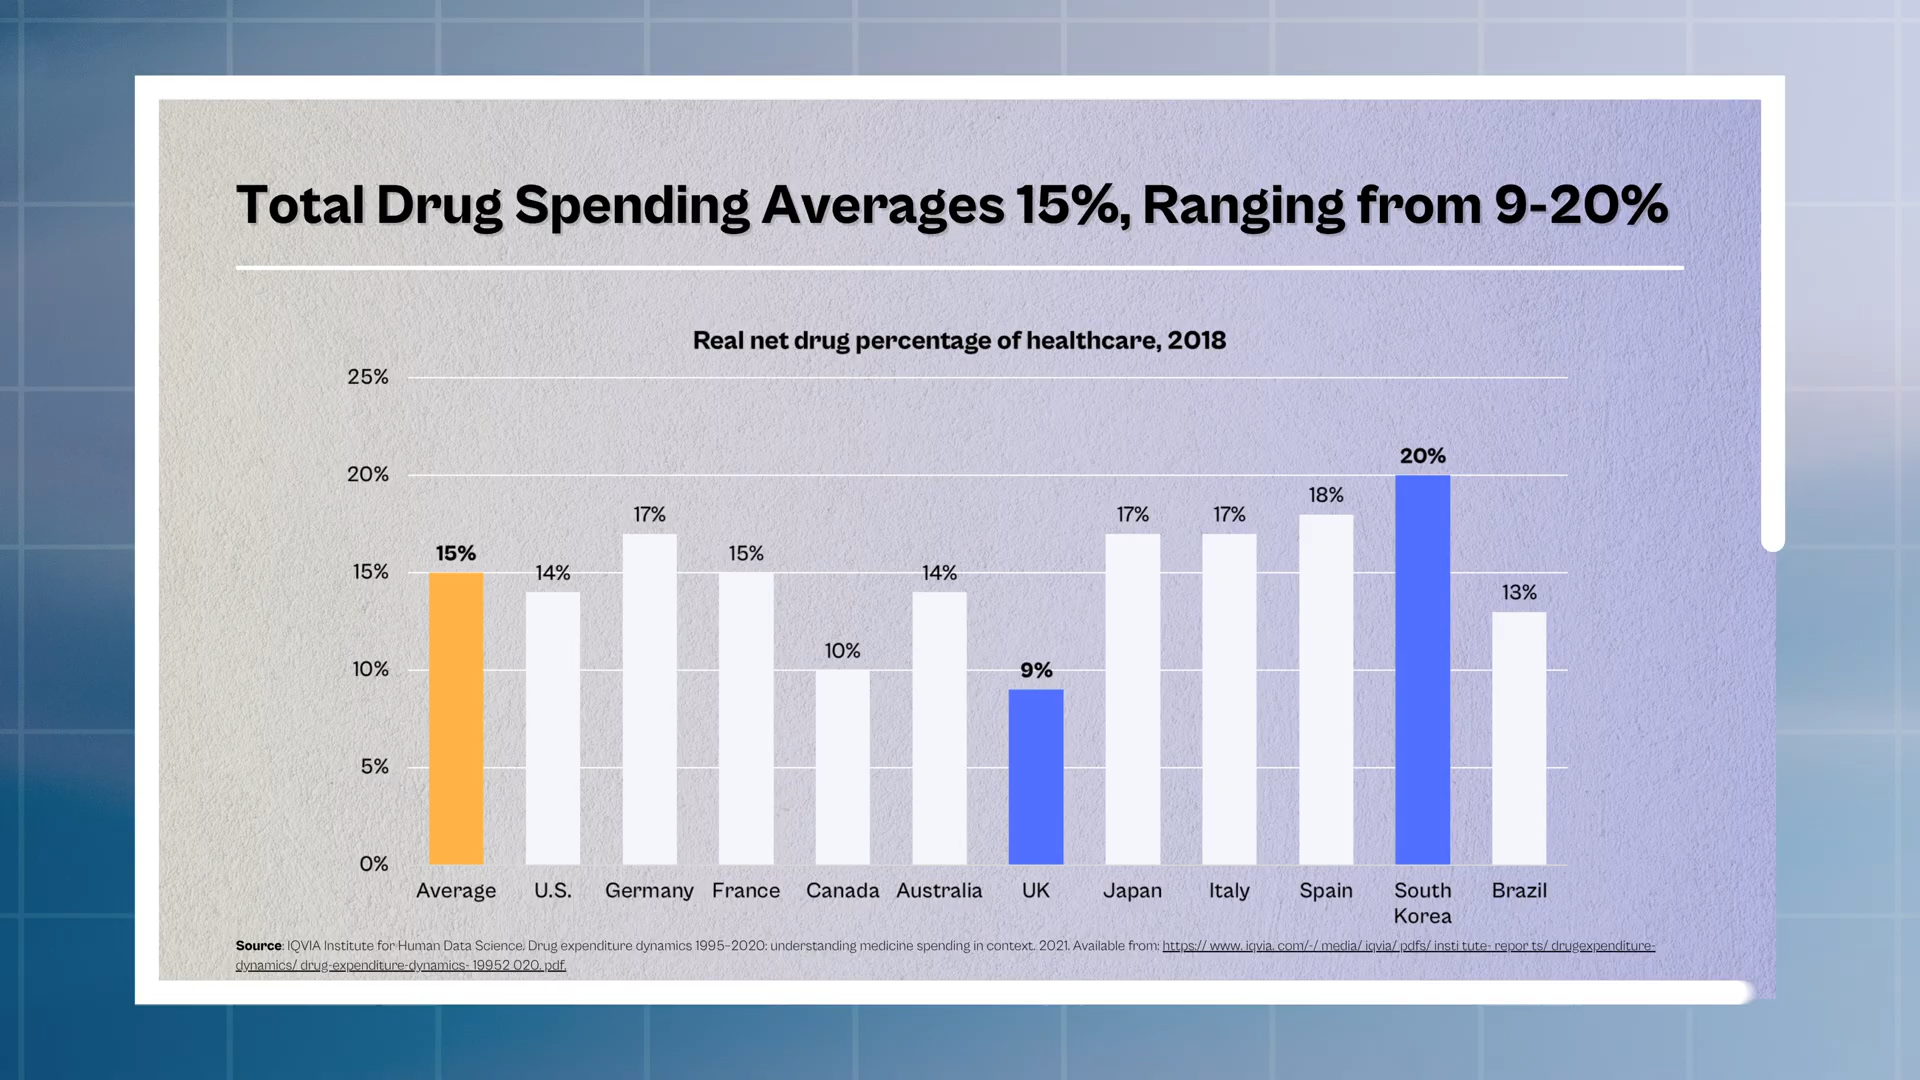 Total Drug Spending Averages 15%, Ranging from 9-20%
Real net drug percentage of healthcare, 2018
25%
20%
15%
10%
5%
0%
15%
14%
17%
15%
10%
14%
9%
17%
17%
18%
20%
13%
Average
U.S.
Germany
France
Canada
Australia
UK
Japan
Italy
Spain
South
Korea
Brazil
Source: IQVIA Institute for Human Data Science. Drug expenditure dynamics 1995–2020: understanding medicine spending in context. 2021. Available from: https:// www. iqvia. com/-/ media/ iqvia/ pdfs/ insti tute- repor ts/ drugexpenditure-
dynamics/ drug-expenditure-dynamics- 19952 020. pdf.